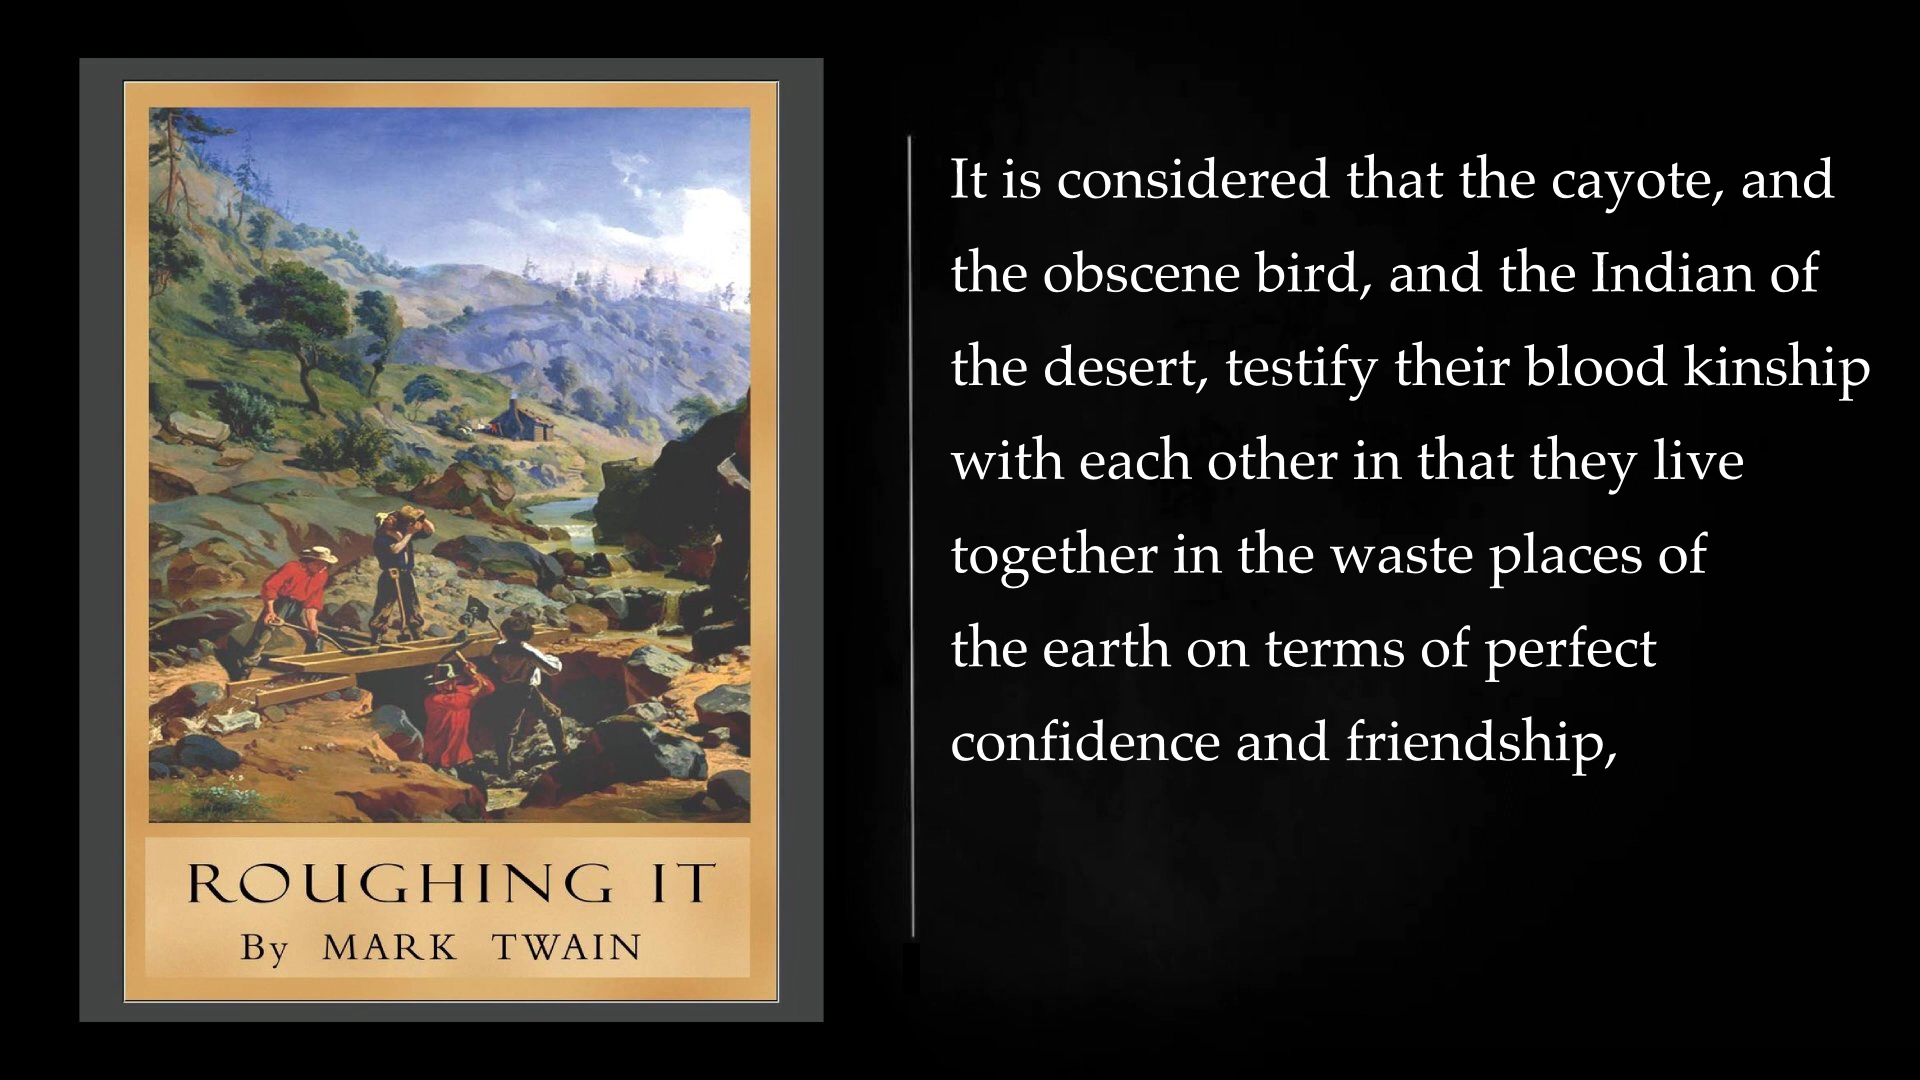 ROUGHING IT
By MARK TWAIN
It is considered that the cayote, and
the obscene bird, and the Indian of
the desert, testify their blood kinship
with each other in that they live
together in the waste places of
the earth on terms of perfect
confidence and friendship,